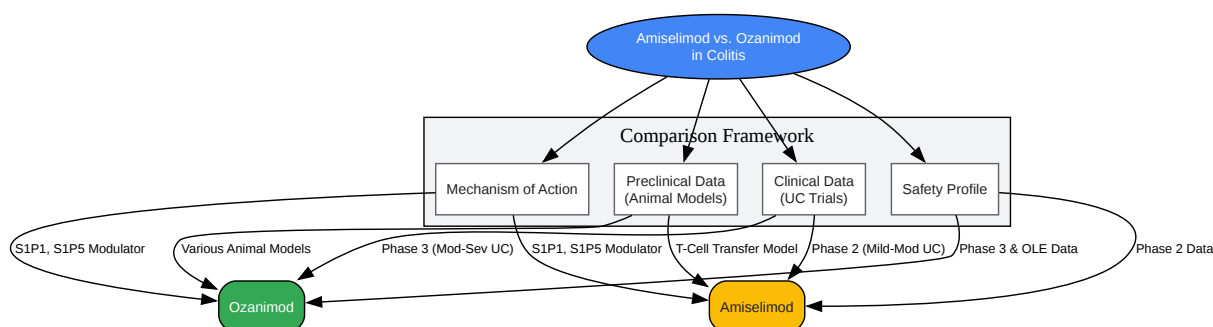 Amiselimod vs. Ozanimod
in Colitis
Comparison Framework
Mechanism of Action
Preclinical Data
(Animal Models)
Clinical Data
(UC Trials)
Safety Profile
S1P1, S1P5 Modulator
Various Animal Models
Phase 3 (Mod-Sev UC)
S1P1, S1P5 Modulator
T-Cell Transfer Model
Phase 2 (Mild-Mod UC)
Phase 3 & OLE Data
Phase 2 Data
Ozanimod
Amiselimod